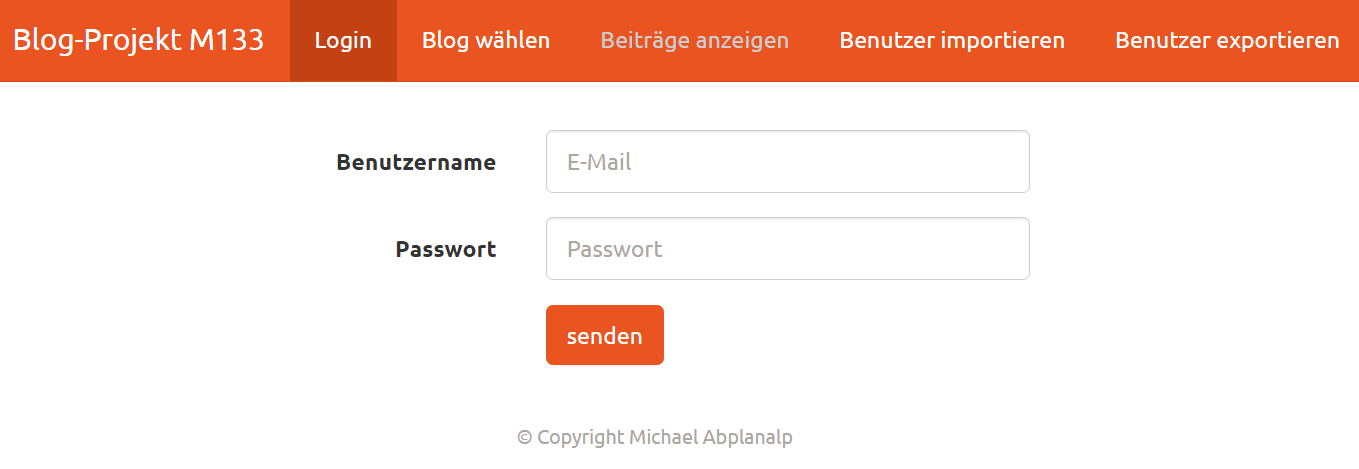 Blog-Projekt M133 Login Blog wählen Beiträge anzeigen Benutzer importieren Benutzer exportieren
Benutzername E-Mail
Passwort Passwort
senden
© Copyright Michael Abplanalp